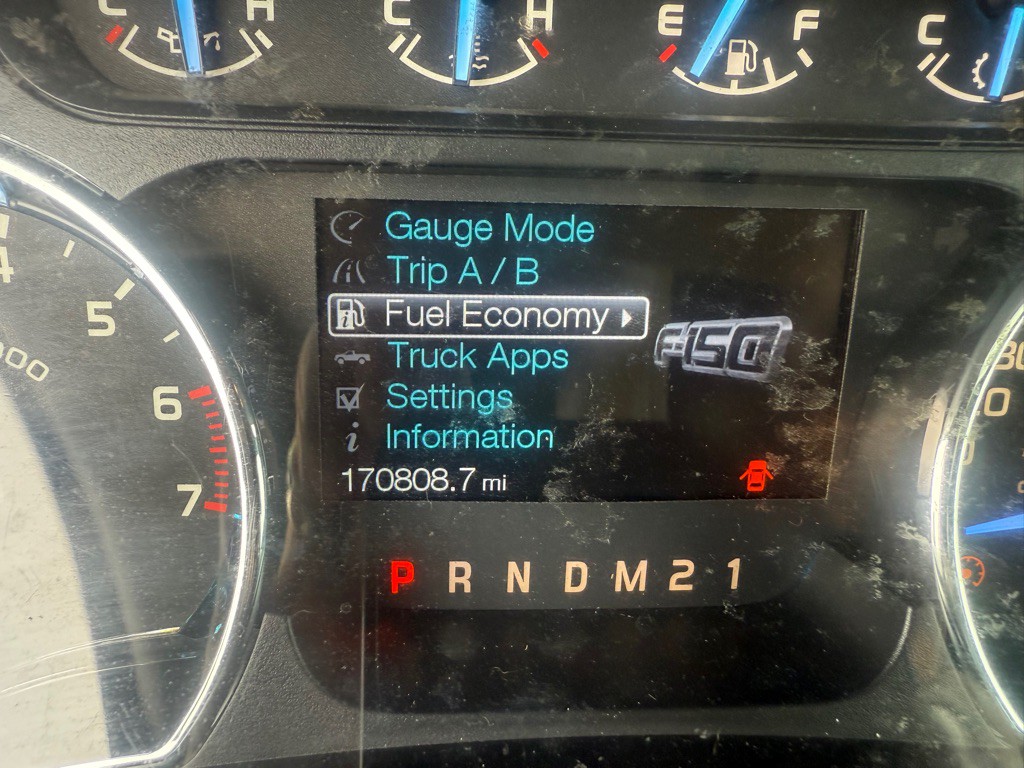 C H C H E F C
Gauge Mode
Trip A / B
Fuel Economy
F-150
Truck Apps
Settings
Information
170808.7 mi
4
5
6
7
P R N D M 2 1